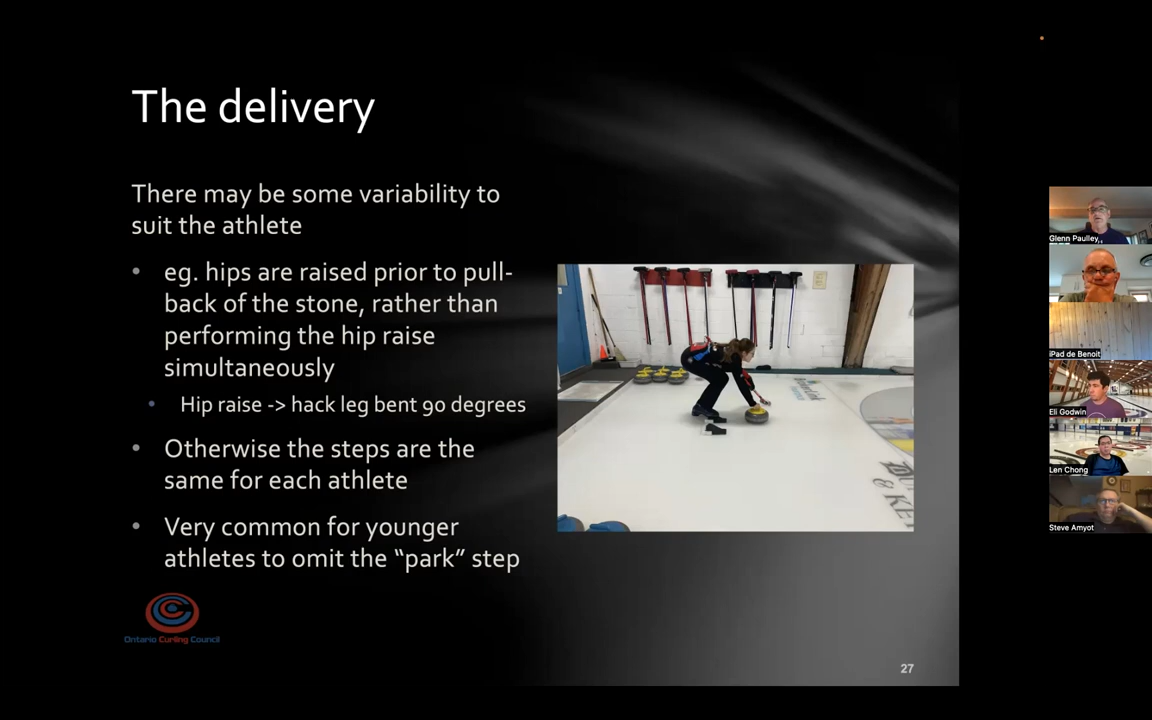 The delivery
There may be some variability to
suit the athlete
• eg. hips are raised prior to pull-
back of the stone, rather than
performing the hip raise
simultaneously
• Hip raise -> hack leg bent 90 degrees
• Otherwise the steps are the
same for each athlete
• Very common for younger
athletes to omit the “park” step
Ontario Curling Council
27
Glenn Paulley
iPad de Benoit
Eli Godwin
Len Chong
Steve Amyot